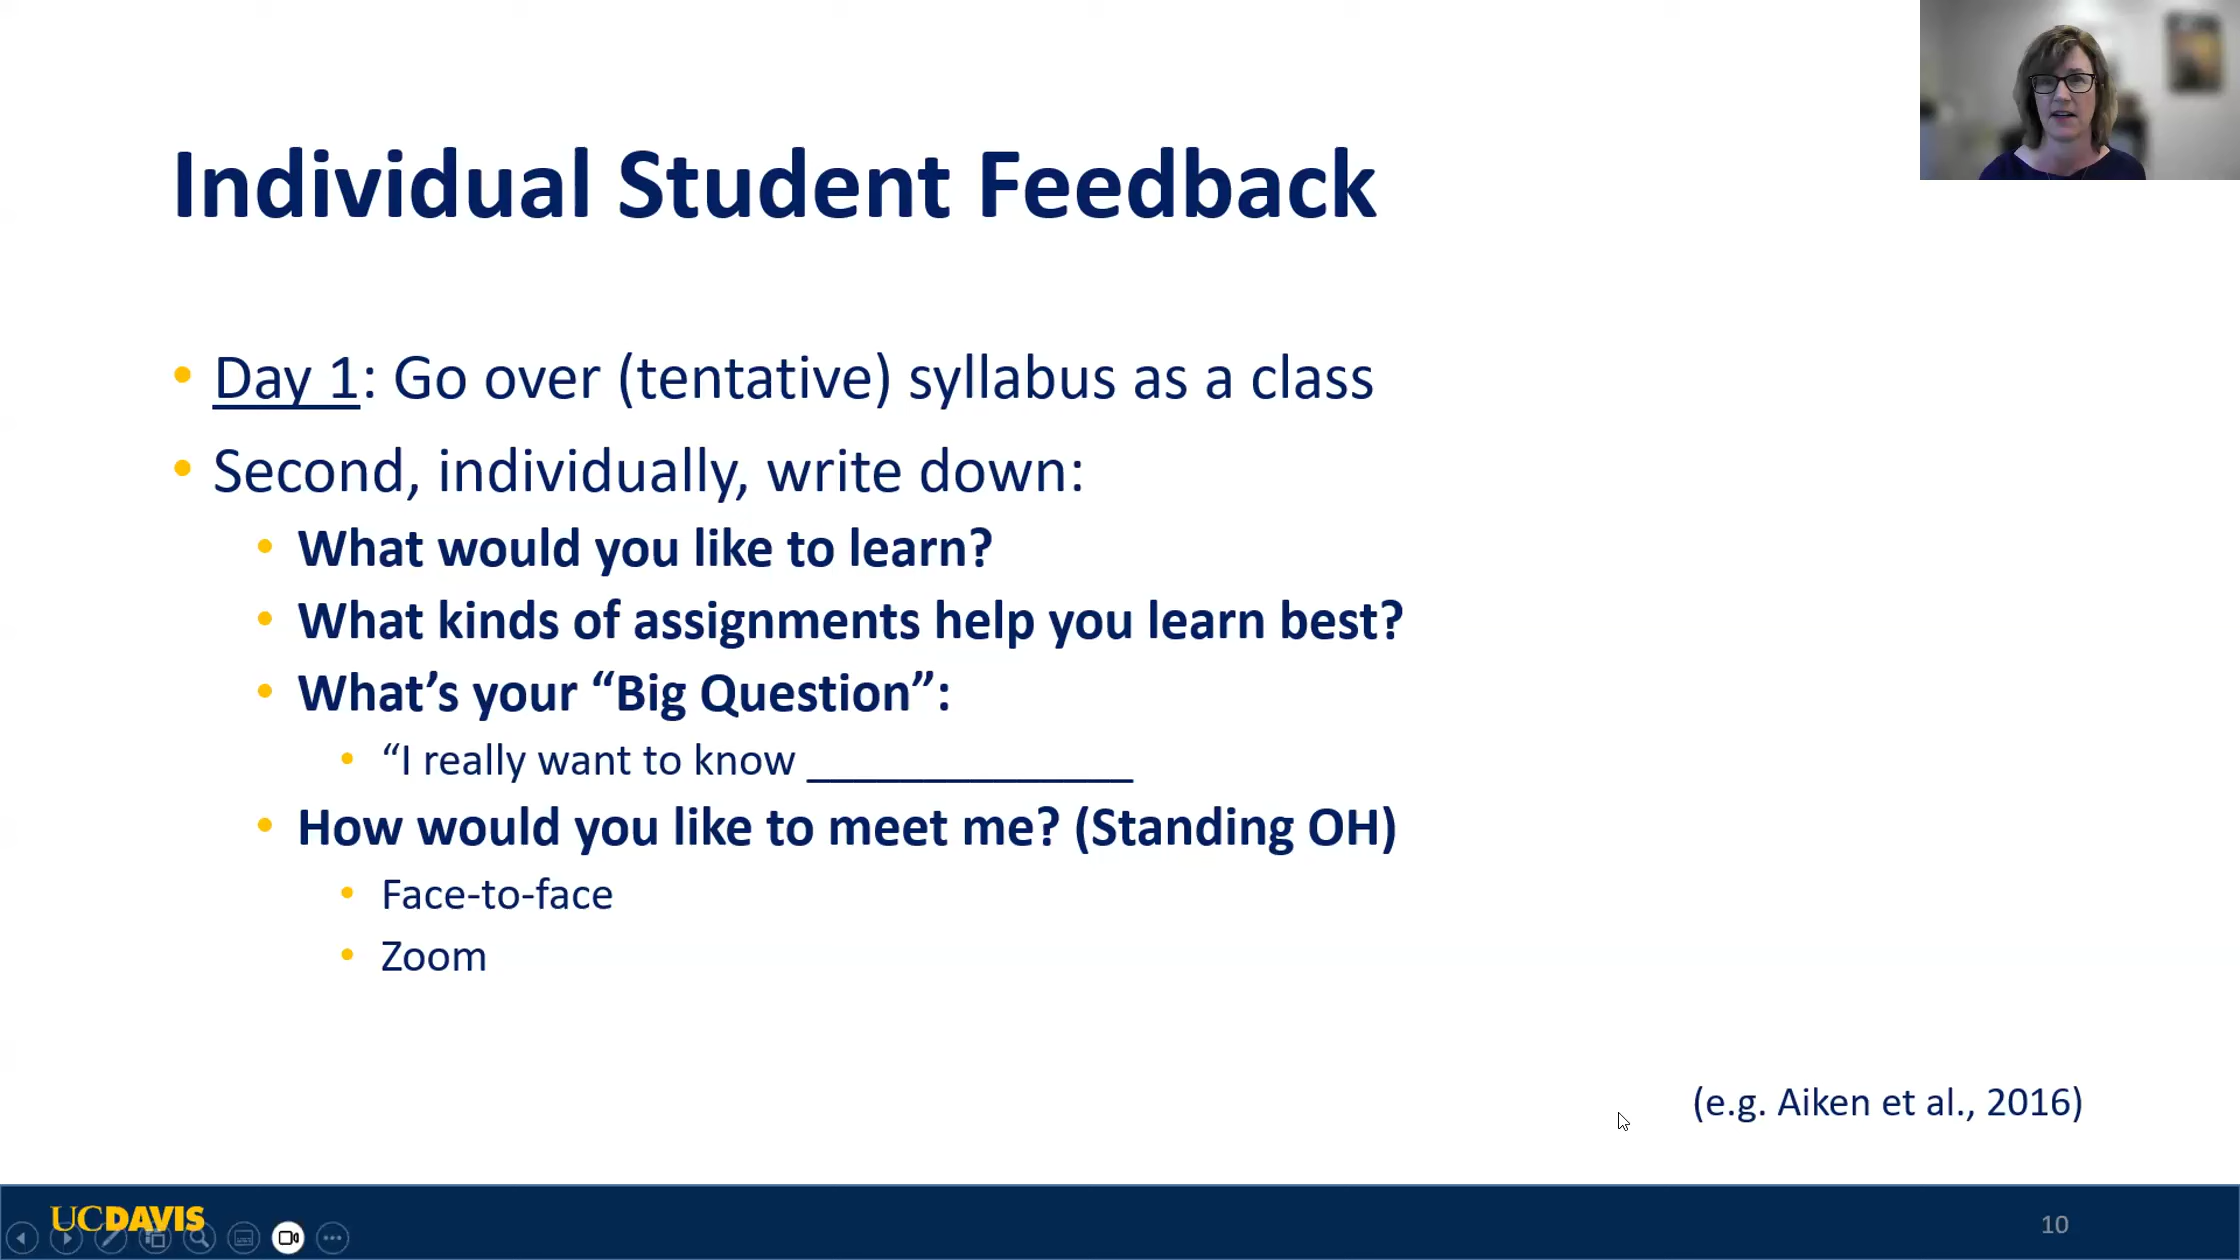 Individual Student Feedback
• Day 1: Go over (tentative) syllabus as a class
• Second, individually, write down:
• What would you like to learn?
• What kinds of assignments help you learn best?
• What’s your “Big Question”:
• “I really want to know ______________
• How would you like to meet me? (Standing OH)
• Face-to-face
• Zoom
(e.g. Aiken et al., 2016)
UCDAVIS
10